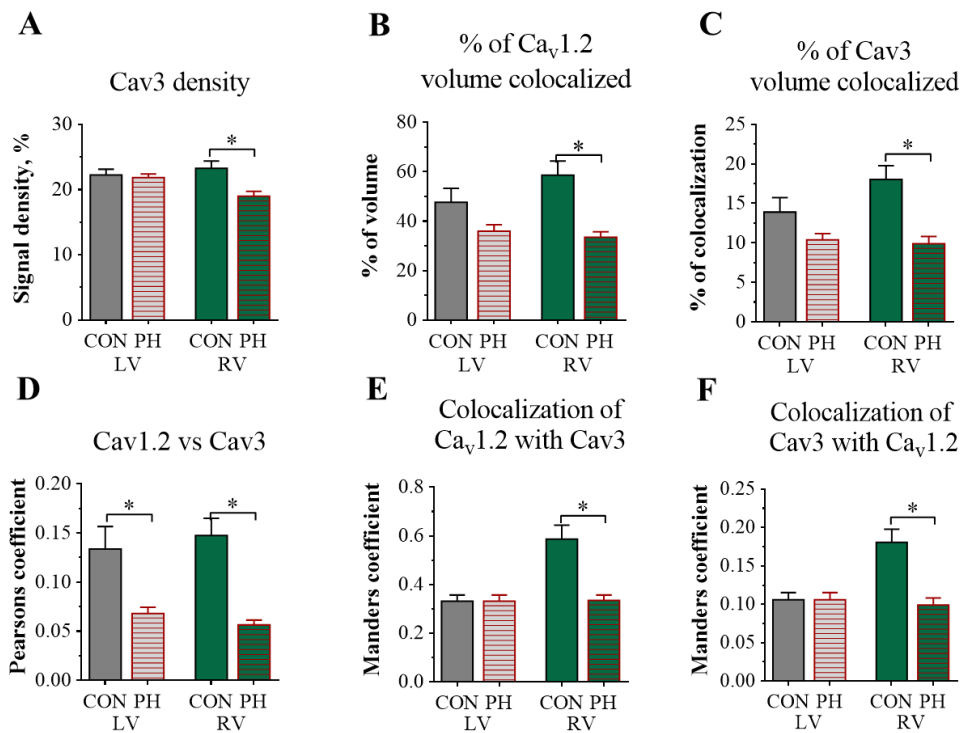 A
Cav3 density
Signal density, %
30
20
10
0
*
CON PH CON PH
LV RV
B
% of Cav1.2
volume colocalized
% of volume
80
60
40
20
0
*
CON PH CON PH
LV RV
C
% of Cav3
volume colocalized
% of colocalization
25
20
15
10
5
0
*
CON PH CON PH
LV RV
D
Cav1.2 vs Cav3
Pearsons coefficient
0.20
0.15
0.10
0.05
0.00
* *
CON PH CON PH
LV RV
E
Colocalization of
Cav1.2 with Cav3
Manders coefficient
0.8
0.6
0.4
0.2
0.0
*
CON PH CON PH
LV RV
F
Colocalization of
Cav3 with Cav1.2
Manders coefficient
0.25
0.20
0.15
0.10
0.05
0.00
*
CON PH CON PH
LV RV